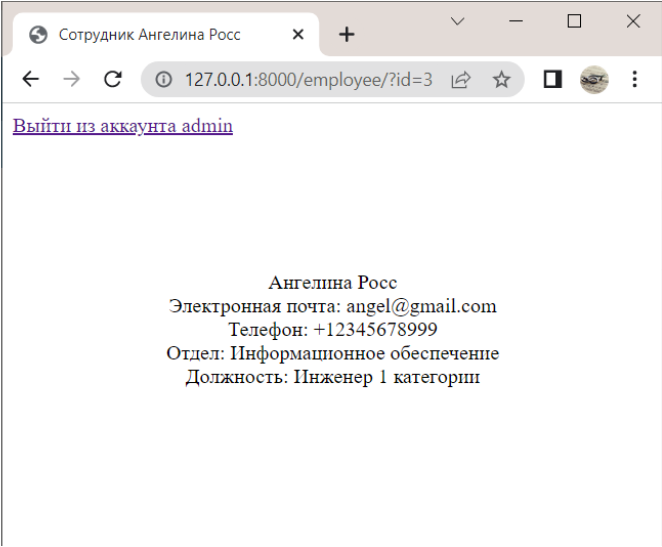 Сотрудник Ангелина Росс
127.0.0.1:8000/employee/?id=3
Выйти из аккаунта admin
Ангелина Росс
Электронная почта: angel@gmail.com
Телефон: +12345678999
Отдел: Информационное обеспечение
Должность: Инженер 1 категории